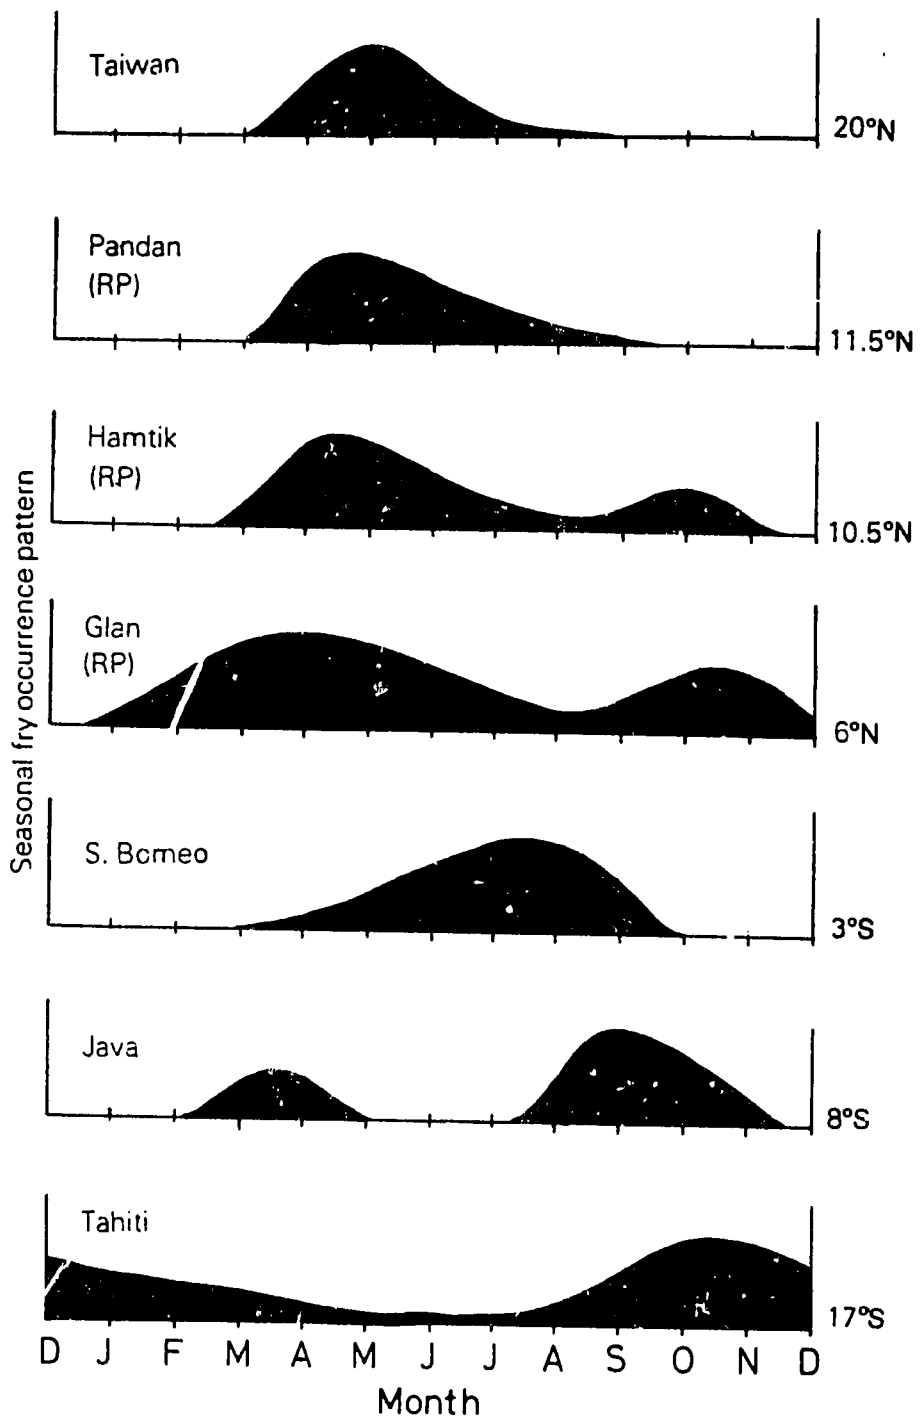 Taiwan
20°N
Pandan
(RP)
11.5°N
Hamtik
(RP)
10.5°N
Glan
(RP)
6°N
S. Borneo
3°S
Java
8°S
Tahiti
17°S
D J F M A M J J A S O N D
Month
Seasonal fry occurrence pattern